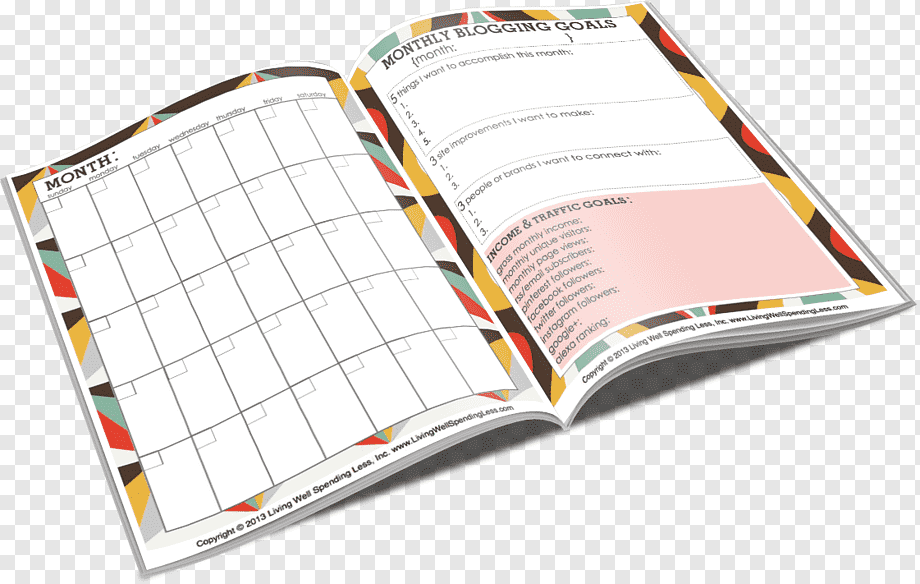 MONTH:
sunday monday tuesday wednesday thursday friday saturday
Copyright © 2013 Living Well Spending Less, Inc. www.LivingWellSpendingLess.com
MONTHLY BLOGGING GOALS
{month: }
5 things I want to accomplish this month:
1.
2.
3.
4.
5.
3 site improvements I want to make:
1.
2.
3.
3 people or brands I want to connect with:
1.
2.
3.
INCOME & TRAFFIC GOALS:
gross monthly income:
monthly unique visitors:
monthly page views:
rss/email subscribers:
pinterest followers:
facebook followers:
twitter followers:
instagram followers:
google+:
alexa ranking:
Copyright © 2013 Living Well Spending Less, Inc. www.LivingWellSpendingLess.com